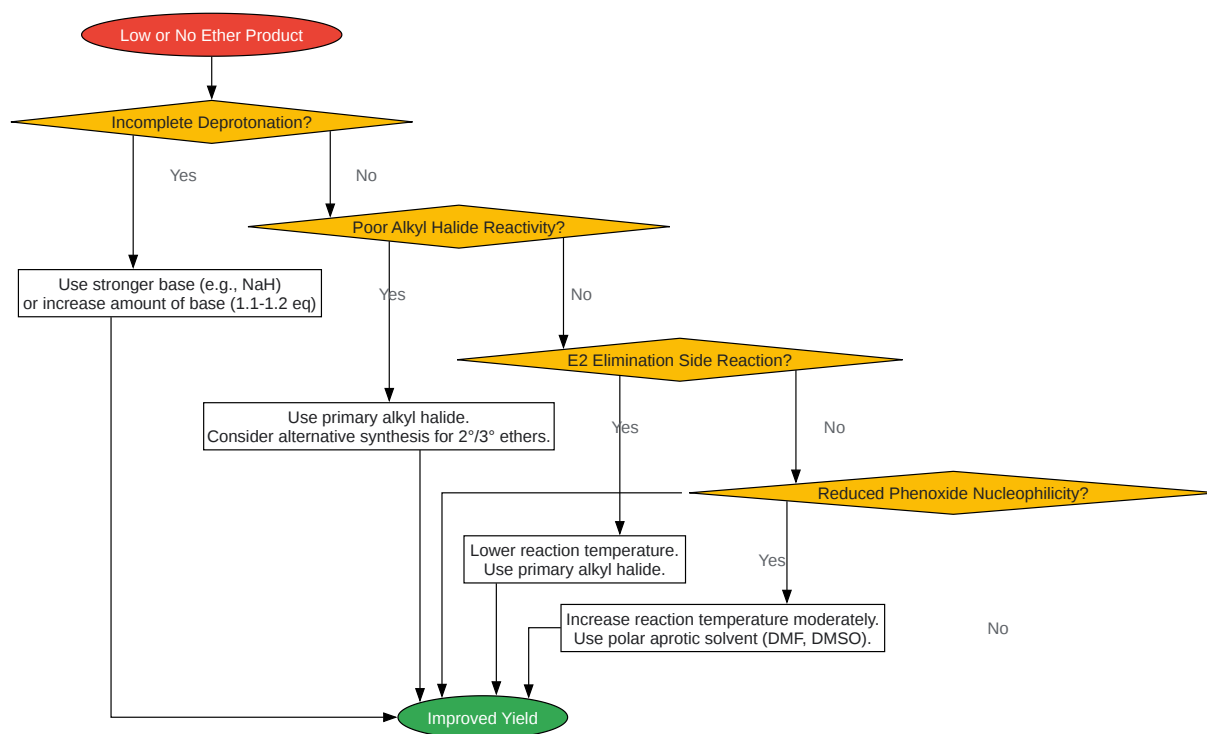 Low or No Ether Product
Incomplete Deprotonation?
Yes
No
Poor Alkyl Halide Reactivity?
Use stronger base (e.g., NaH)
or increase amount of base (1.1-1.2 eq)
Yes
No
E2 Elimination Side Reaction?
Use primary alkyl halide.
Consider alternative synthesis for 2°/3° ethers.
Yes
No
Reduced Phenoxide Nucleophilicity?
Lower reaction temperature.
Use primary alkyl halide.
Yes
Increase reaction temperature moderately.
Use polar aprotic solvent (DMF, DMSO).
No
Improved Yield